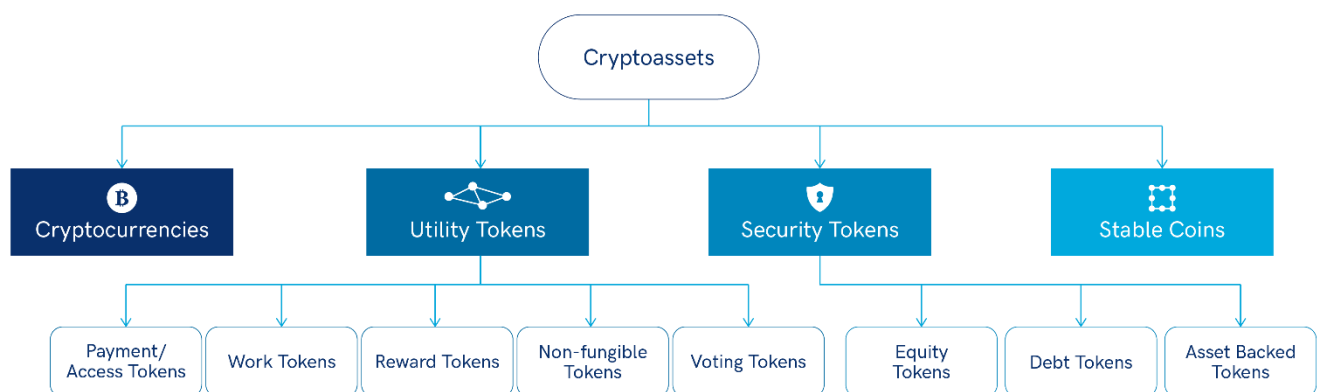 Cryptoassets
B
Cryptocurrencies
Utility Tokens
Security Tokens
Stable Coins
Payment/
Access Tokens
Work Tokens
Reward Tokens
Non-fungible
Tokens
Voting Tokens
Equity
Tokens
Debt Tokens
Asset Backed
Tokens